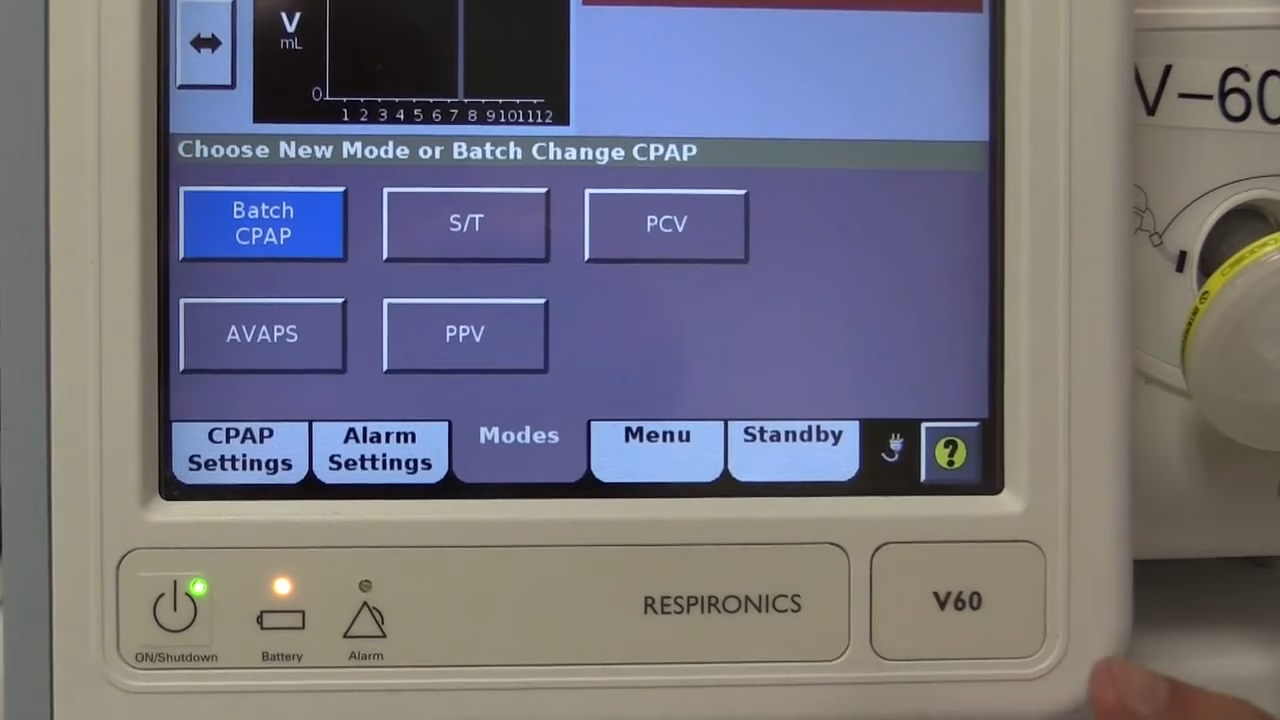 V
mL
0
1 2 3 4 5 6 7 8 9 10 11 12
V-60
Choose New Mode or Batch Change CPAP
Batch
CPAP
S/T
PCV
AVAPS
PPV
CPAP
Settings
Alarm
Settings
Modes
Menu
Standby
?
ON/Shutdown
Battery
Alarm
RESPIRONICS
V60